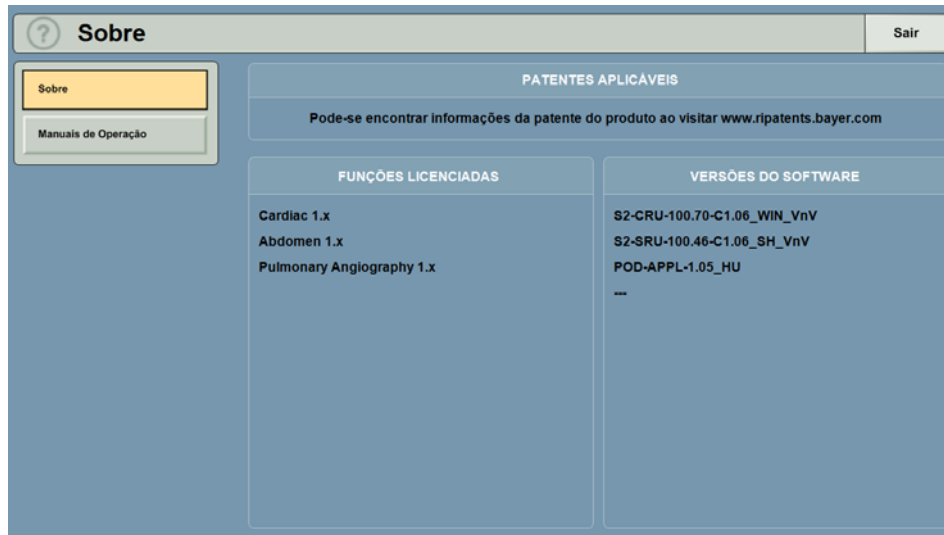 Sobre
Sair
Sobre
Manuais de Operação
PATENTES APLICÁVEIS
Pode-se encontrar informações da patente do produto ao visitar www.ripatents.bayer.com
FUNÇÕES LICENCIADAS
Cardiac 1.x
Abdomen 1.x
Pulmonary Angiography 1.x
VERSÕES DO SOFTWARE
S2-CRU-100.70-C1.06_WIN_VnV
S2-SRU-100.46-C1.06_SH_VnV
POD-APPL-1.05_HU
---